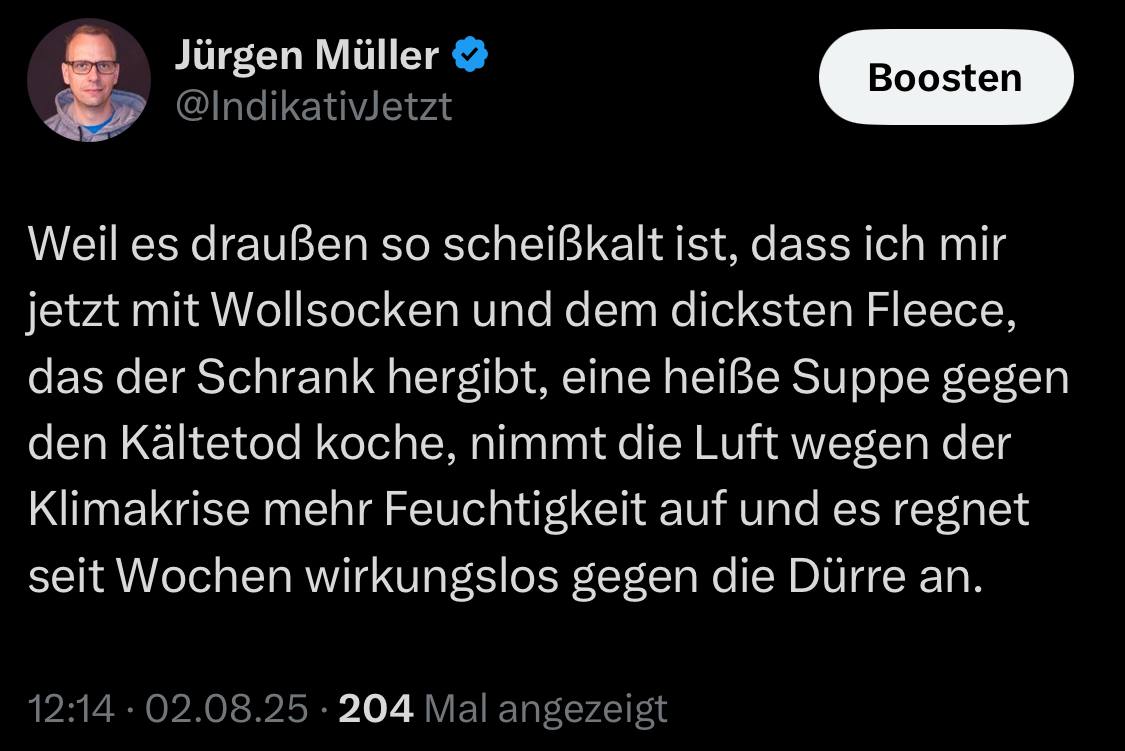 Jürgen Müller
@IndikativJetzt
Boosten
Weil es draußen so scheißkalt ist, dass ich mir
jetzt mit Wollsocken und dem dicksten Fleece,
das der Schrank hergibt, eine heiße Suppe gegen
den Kältetod koche, nimmt die Luft wegen der
Klimakrise mehr Feuchtigkeit auf und es regnet
seit Wochen wirkungslos gegen die Dürre an.
12:14 · 02.08.25 · 204 Mal angezeigt